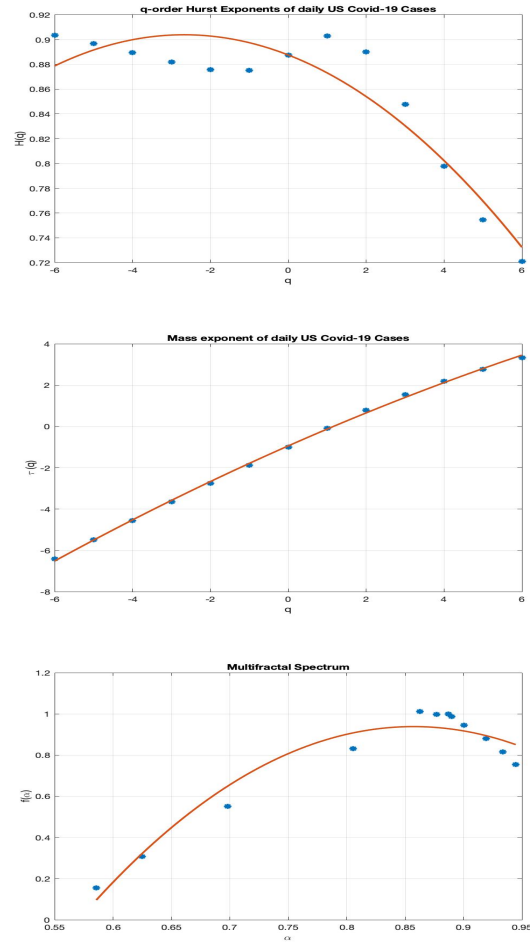 q-order Hurst Exponents of daily US Covid-19 Cases
0.92
0.9
0.88
0.86
0.84
0.82
0.8
0.78
0.76
0.74
0.72
H(q)
-6 -4 -2 0 2 4 6
q
Mass exponent of daily US Covid-19 Cases
4
2
0
-2
-4
-6
-8
τ(q)
-6 -4 -2 0 2 4 6
q
Multifractal Spectrum
1.2
1
0.8
0.6
0.4
0.2
0
f(α)
0.55 0.6 0.65 0.7 0.75 0.8 0.85 0.9 0.95